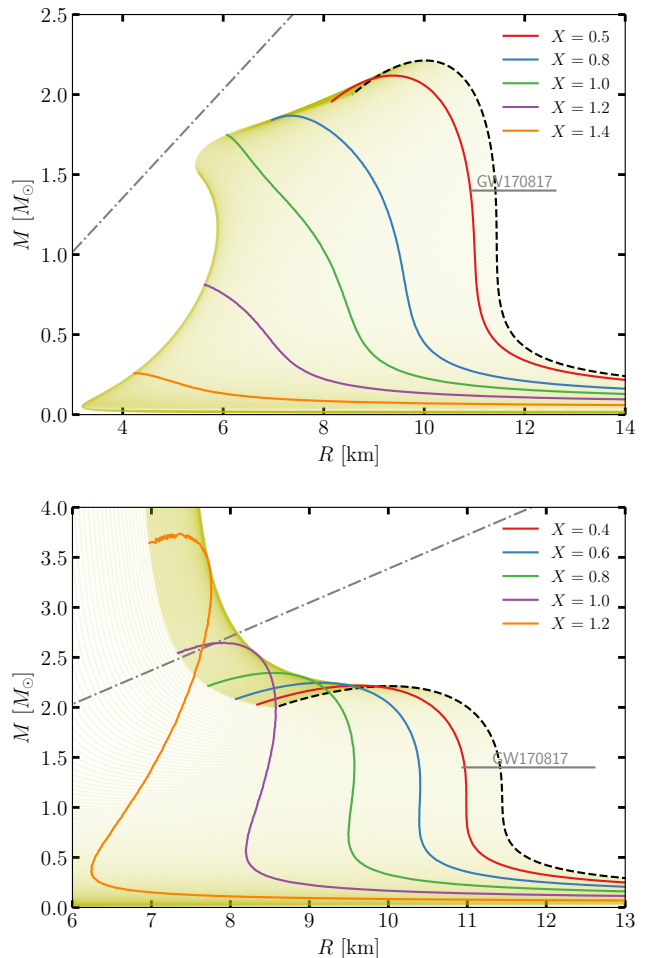 2.5
2.0
1.5
1.0
0.5
0.0
M [M⊙]
X = 0.5
X = 0.8
X = 1.0
X = 1.2
X = 1.4
GW170817
4 6 8 10 12 14
R [km]
4.0
3.5
3.0
2.5
2.0
1.5
1.0
0.5
0.0
M [M⊙]
X = 0.4
X = 0.6
X = 0.8
X = 1.0
X = 1.2
GW170817
6 7 8 9 10 11 12 13
R [km]